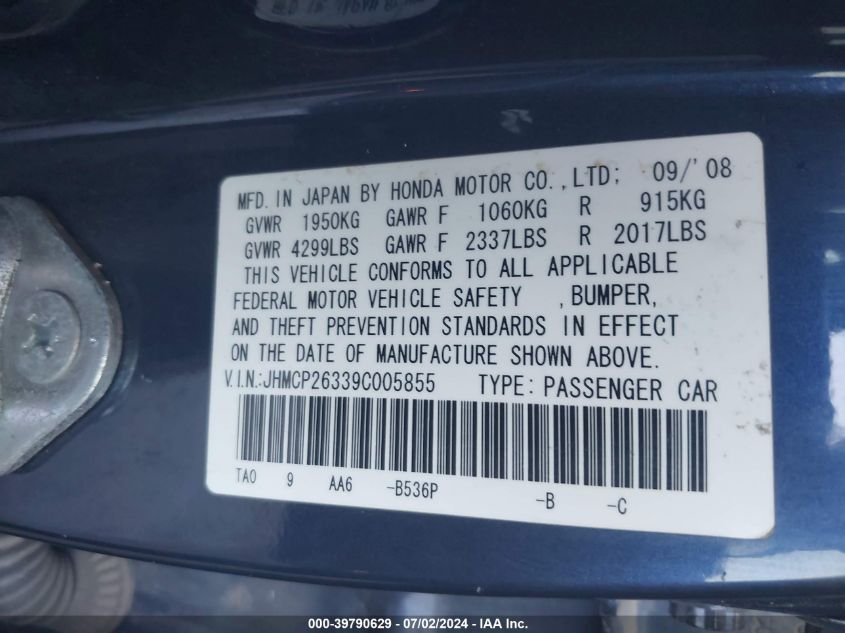 MFD. IN JAPAN BY HONDA MOTOR CO.,LTD; 09/'08
GVWR 1950KG GAWR F 1060KG R 915KG
GVWR 4299LBS GAWR F 2337LBS R 2017LBS
THIS VEHICLE CONFORMS TO ALL APPLICABLE
FEDERAL MOTOR VEHICLE SAFETY ,BUMPER,
AND THEFT PREVENTION STANDARDS IN EFFECT
ON THE DATE OF MANUFACTURE SHOWN ABOVE.
V.I.N.:JHMCP26339C005855 TYPE: PASSENGER CAR
TA0 9 AA6 -B536P -B -C
000-39790629 / 07/02/2024 - IAA Inc.